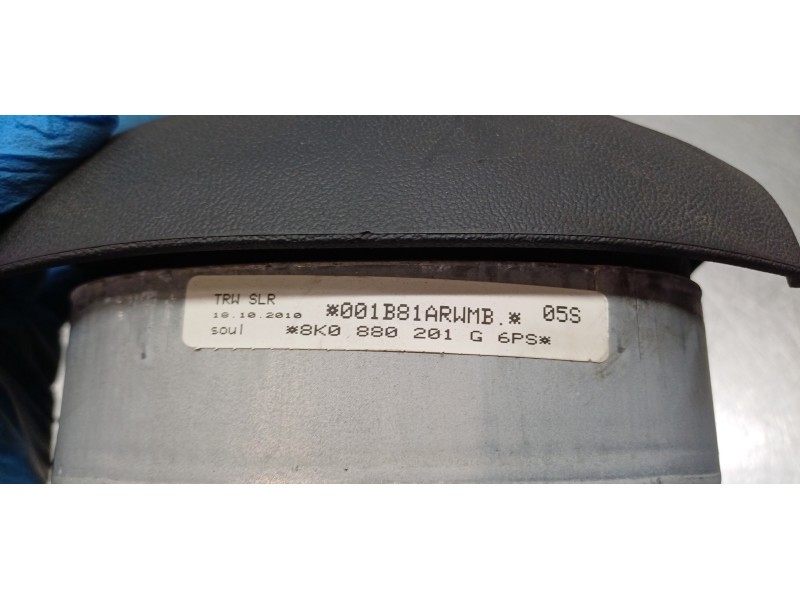 TRW SLR
18.10.2010 *001B81ARWMB.* 05S
soul *8K0 880 201 G 6PS*